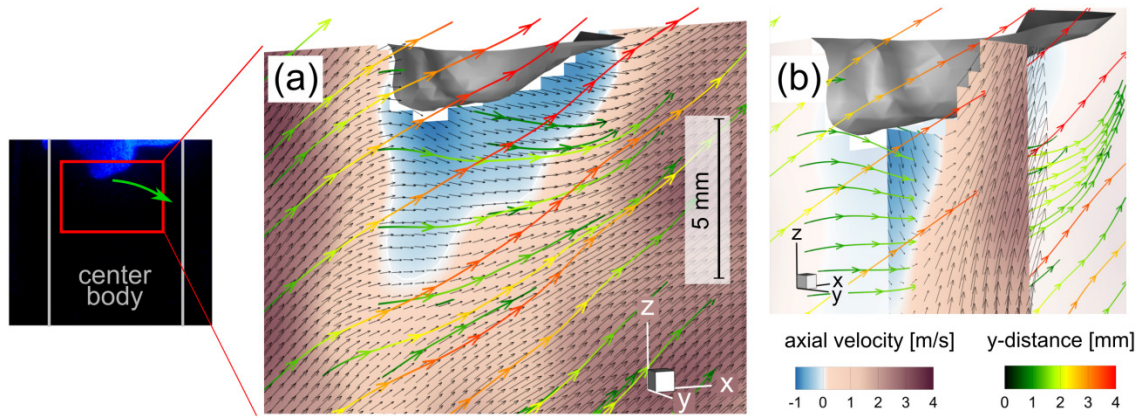 (a)
(b)
center
body
5 mm
z
x
y
z
x
y
axial velocity [m/s]
y-distance [mm]
-1 0 1 2 3 4
0 1 2 3 4